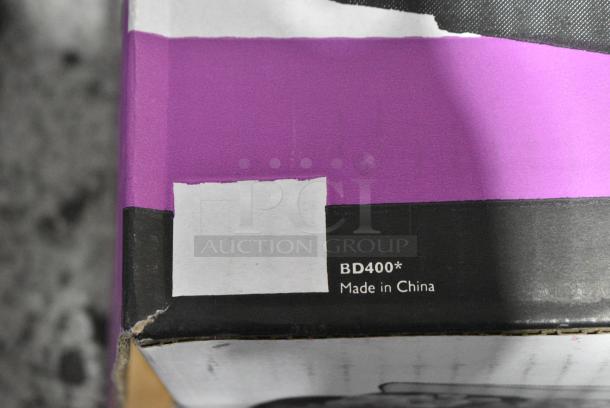 PCI
AUCTION GROUP
BD400*
Made in China